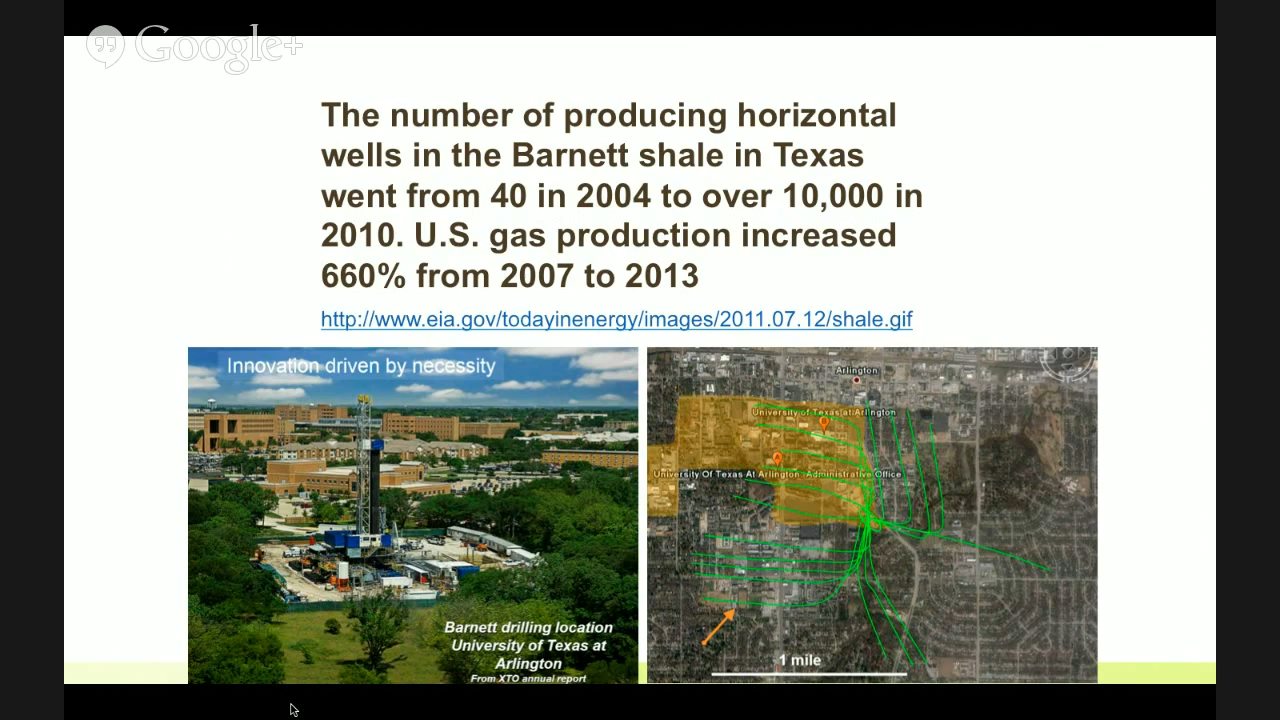 Google+
The number of producing horizontal
wells in the Barnett shale in Texas
went from 40 in 2004 to over 10,000 in
2010. U.S. gas production increased
660% from 2007 to 2013
http://www.eia.gov/todayinenergy/images/2011.07.12/shale.gif
Innovation driven by necessity
Barnett drilling location
University of Texas at
Arlington
From XTO annual report
Arlington
University of Texas at Arlington
University Of Texas At Arlington: Administrative Office
1 mile